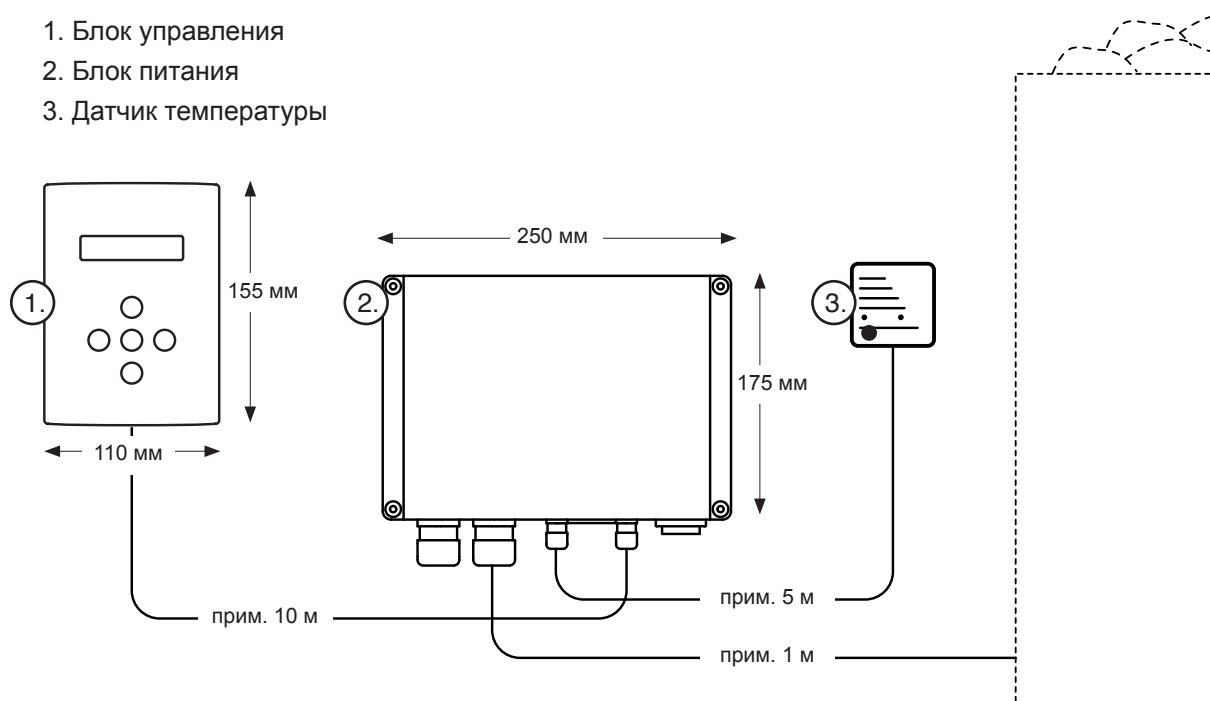 1. Блок управления
2. Блок питания
3. Датчик температуры
250 мм
1.
155 мм
2.
3.
175 мм
110 мм
прим. 5 м
прим. 10 м
прим. 1 м